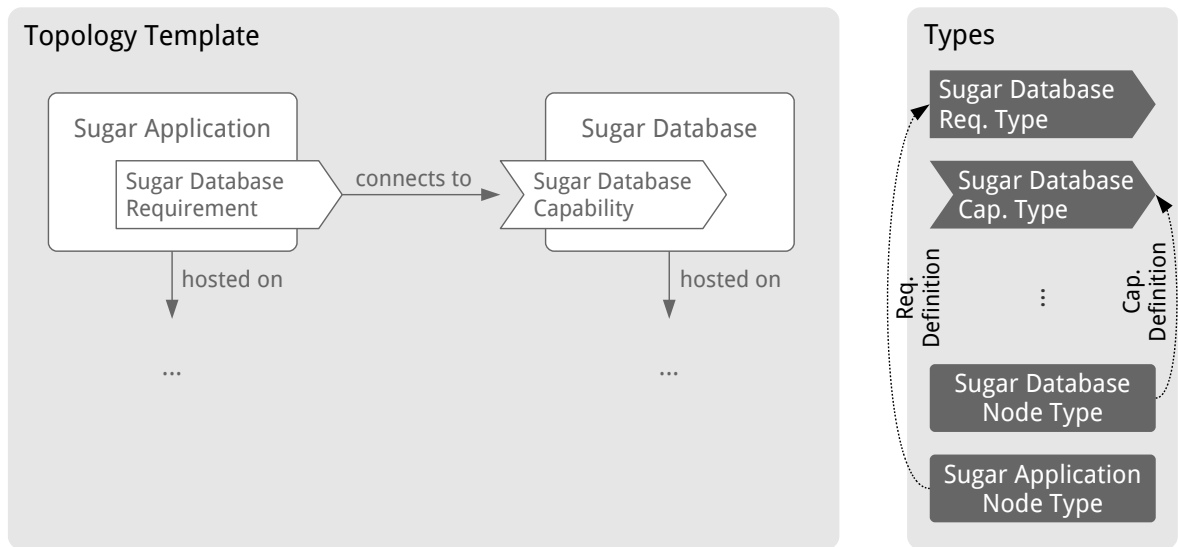 Topology Template
Sugar Application
Sugar Database
Requirement
connects to
Sugar Database
Sugar Database
Capability
hosted on
hosted on
...
...
Types
Sugar Database
Req. Type
Sugar Database
Cap. Type
Req.
Definition
...
Cap.
Definition
Sugar Database
Node Type
Sugar Application
Node Type